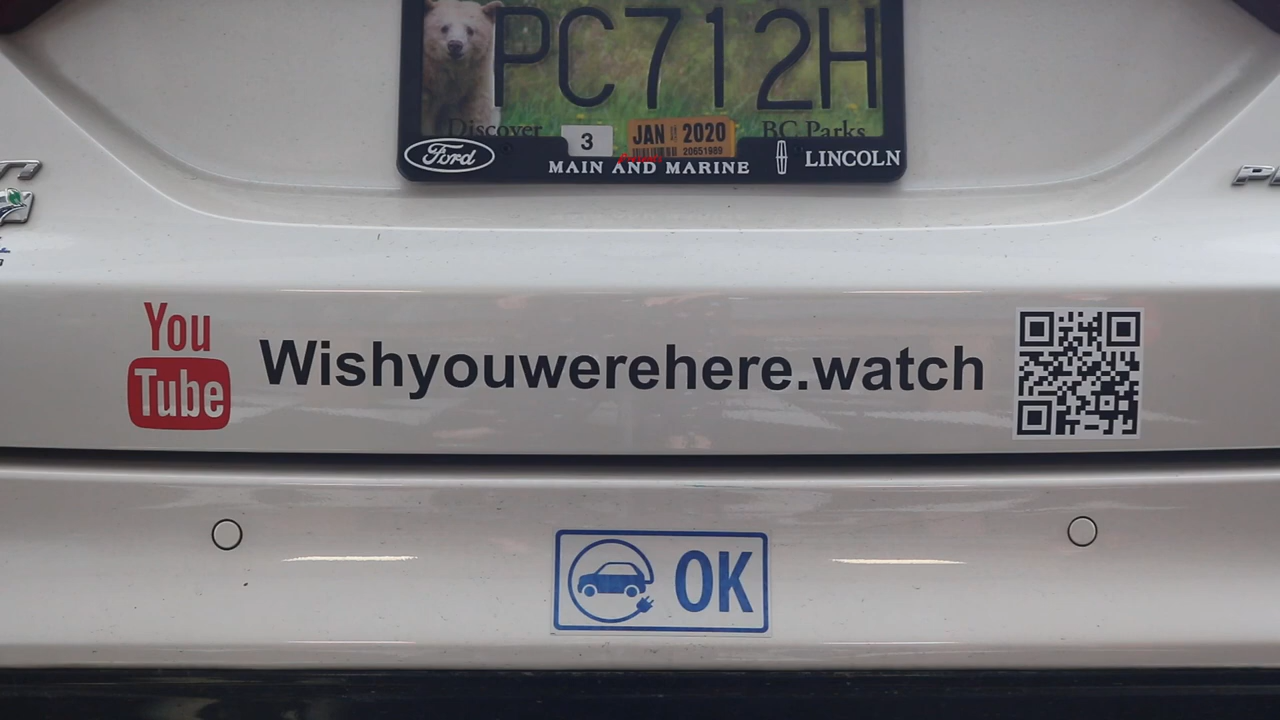 PC712H
Discover
BC Parks
3
JAN 2020
20651989
Ford
MAIN AND MARINE
LINCOLN
You
Tube
Wishyouwerehere.watch
OK